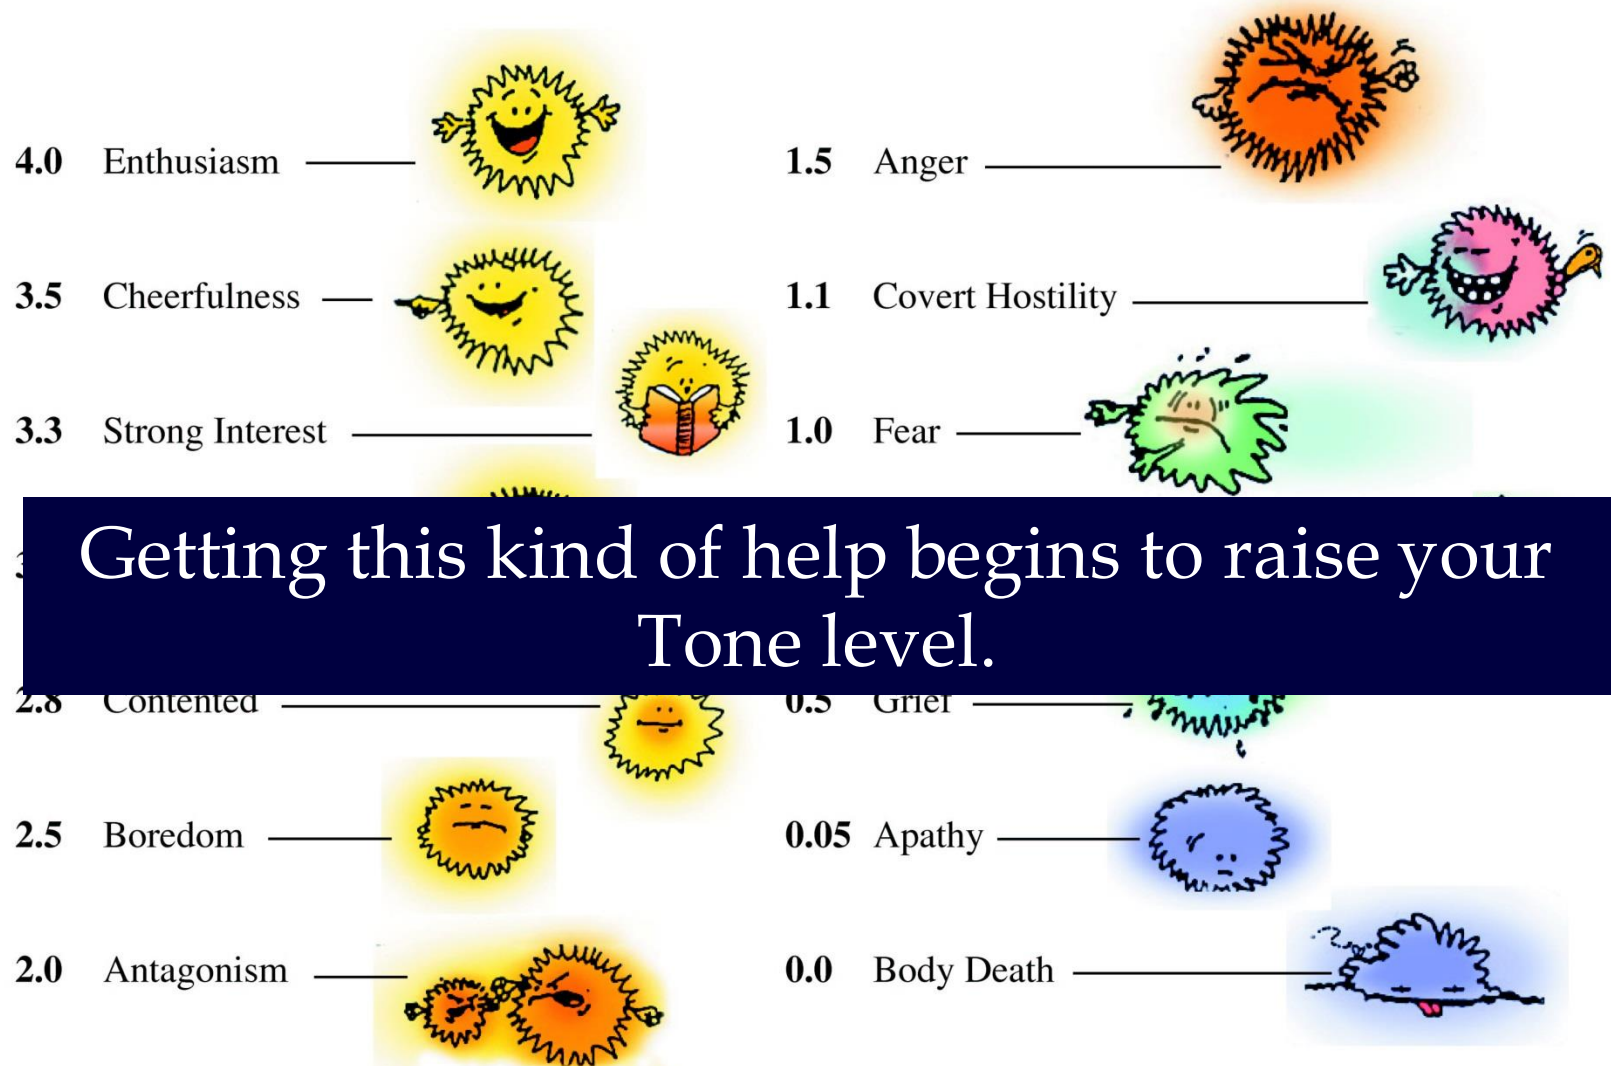 4.0 Enthusiasm
3.5 Cheerfulness
3.3 Strong Interest
1.5 Anger
1.1 Covert Hostility
1.0 Fear
Getting this kind of help begins to raise your
Tone level.
2.8 Contented
2.5 Boredom
2.0 Antagonism
0.5 Grief
0.05 Apathy
0.0 Body Death